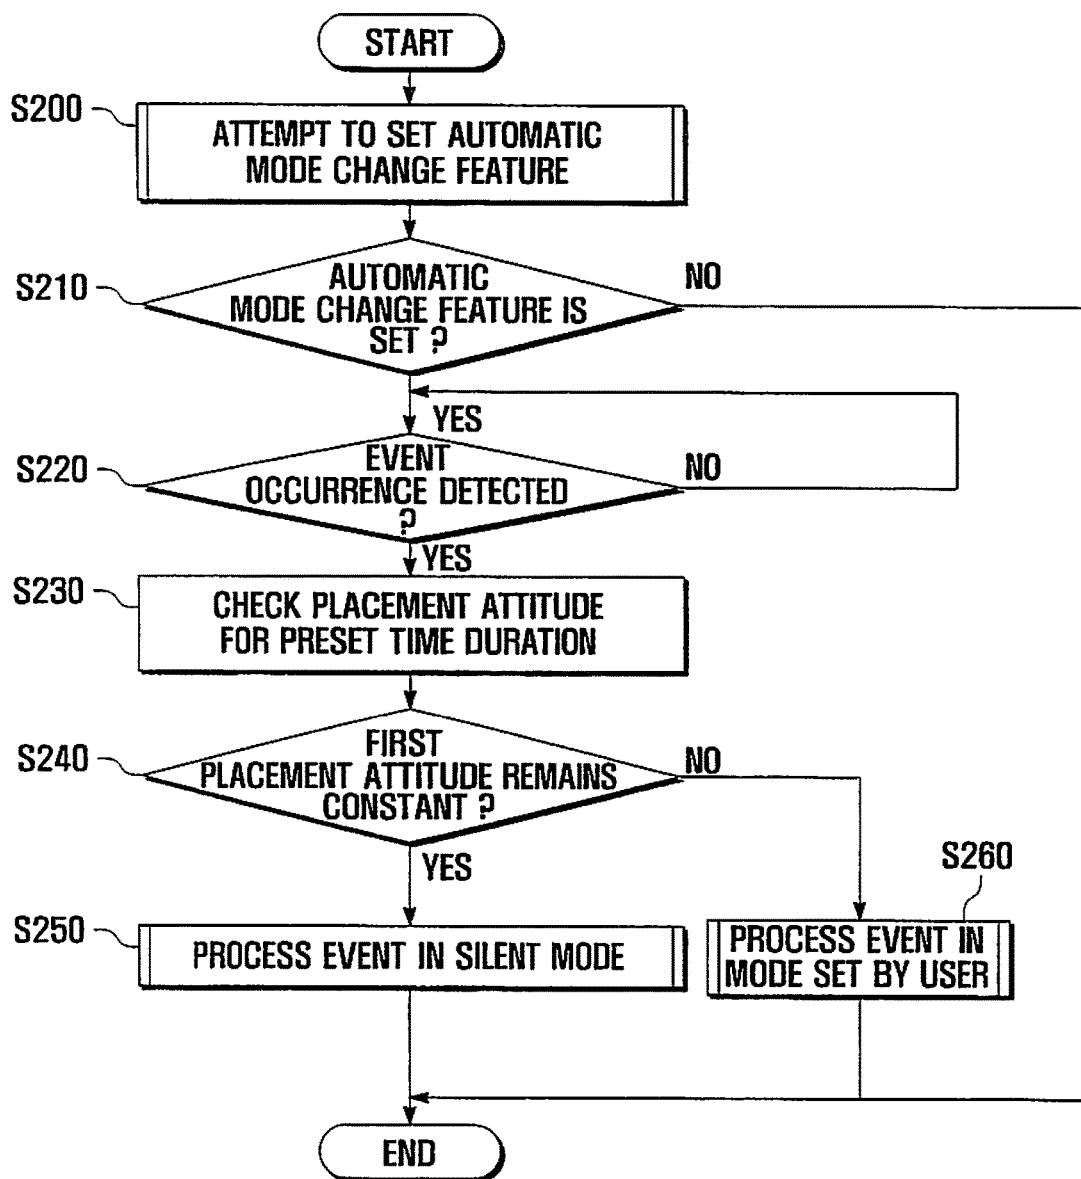 START
S200
ATTEMPT TO SET AUTOMATIC
MODE CHANGE FEATURE
S210
AUTOMATIC
MODE CHANGE FEATURE IS
SET ?
NO
YES
S220
EVENT
OCCURRENCE DETECTED
?
NO
YES
S230
CHECK PLACEMENT ATTITUDE
FOR PRESET TIME DURATION
S240
FIRST
PLACEMENT ATTITUDE REMAINS
CONSTANT ?
NO
YES
S250
PROCESS EVENT IN SILENT MODE
S260
PROCESS EVENT IN
MODE SET BY USER
END